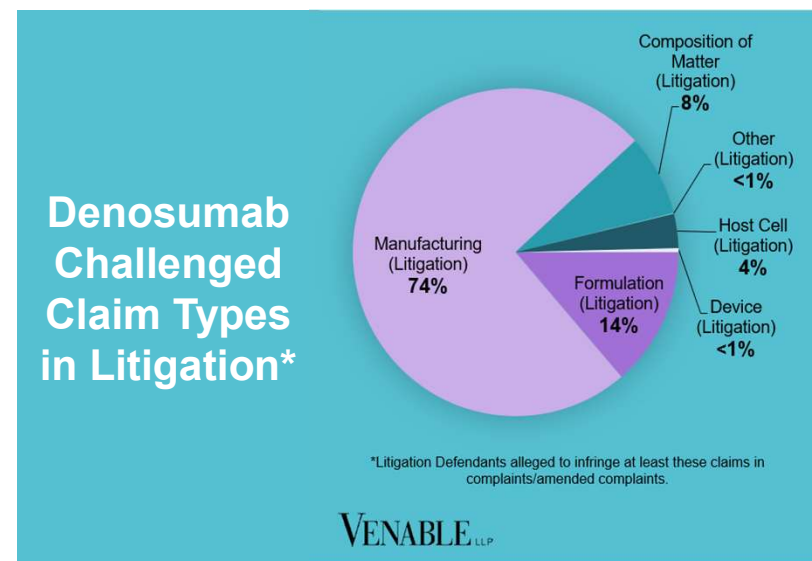 Denosumab
Challenged
Claim Types
in Litigation*
Composition of
Matter
(Litigation)
8%
Other
(Litigation)
<1%
Host Cell
(Litigation)
4%
Device
(Litigation)
<1%
Formulation
(Litigation)
14%
Manufacturing
(Litigation)
74%
*Litigation Defendants alleged to infringe at least these claims in
complaints/amended complaints.
VENABLE LLP